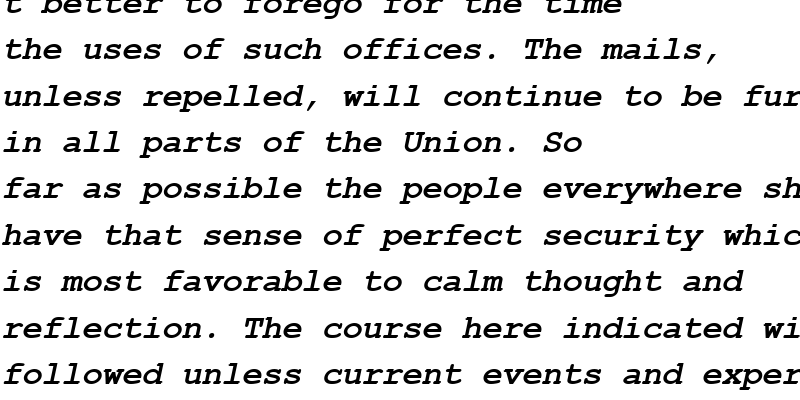 t better to forego for the time
the uses of such offices. The mails,
unless repelled, will continue to be fur
in all parts of the Union. So
far as possible the people everywhere sh
have that sense of perfect security whic
is most favorable to calm thought and
reflection. The course here indicated wi
followed unless current events and exper